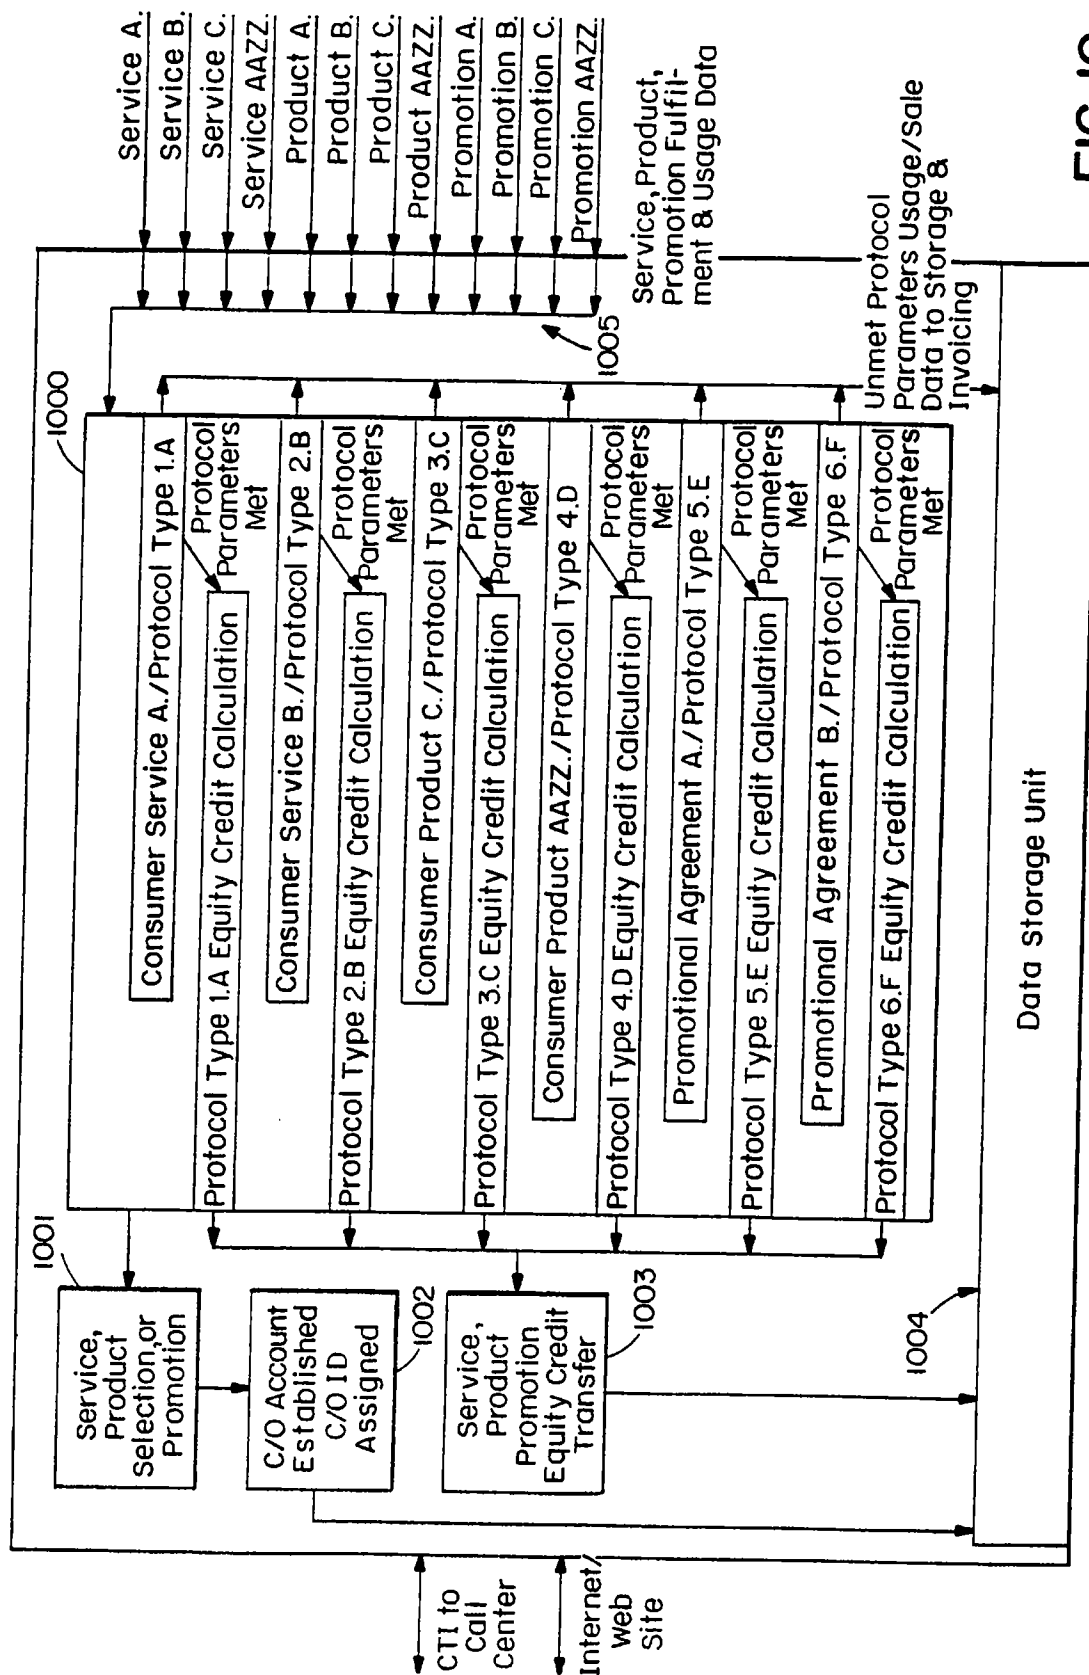 Service A.
Service B.
Service C.
Service AAZZ.
Product A.
Product B.
Product C.
Product AAZZ.
Promotion A.
Promotion B.
Promotion C.
Promotion AAZZ.
Service, Product,
Promotion Fulfil-
ment & Usage Data
1005
Unmet Protocol
Parameters Usage/Sale
Data to Storage &
Invoicing
1000
Consumer Service A./Protocol Type 1.A
Protocol
Parameters
Met
Protocol Type 1.A Equity Credit Calculation
Consumer Service B./Protocol Type 2.B
Protocol
Parameters
Met
Protocol Type 2.B Equity Credit Calculation
Consumer Product C./Protocol Type 3.C
Protocol
Parameters
Met
Protocol Type 3.C Equity Credit Calculation
Consumer Product AAZZ./Protocol Type 4.D
Protocol
Parameters
Met
Protocol Type 4.D Equity Credit Calculation
Promotional Agreement A./Protocol Type 5.E
Protocol
Parameters
Met
Protocol Type 5.E Equity Credit Calculation
Promotional Agreement B./Protocol Type 6.F
Protocol
Parameters
Met
Protocol Type 6.F Equity Credit Calculation
1001
Service,
Product
Selection, or
Promotion
C/O Account
Established
C/O ID
Assigned
1002
Service,
Product
Promotion
Equity Credit
Transfer
1003
1004
Data Storage Unit
CTI to
Call
Center
Internet/
Web
Site